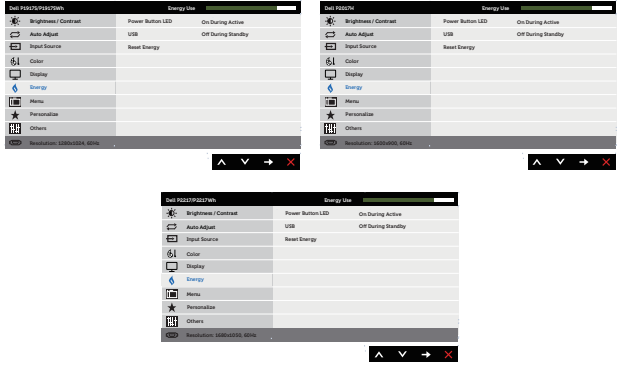 Dell P1917S/P1917SWh Energy Use
Brightness / Contrast Power Button LED On During Active
Auto Adjust USB Off During Standby
Input Source Reset Energy
Color
Display
Energy
Menu
Personalize
Others
Resolution: 1280x1024, 60Hz
Dell P2017H Energy Use
Brightness / Contrast Power Button LED On During Active
Auto Adjust USB Off During Standby
Input Source Reset Energy
Color
Display
Energy
Menu
Personalize
Others
Resolution: 1600x900, 60Hz
Dell P2217/P2217Wh Energy Use
Brightness / Contrast Power Button LED On During Active
Auto Adjust USB Off During Standby
Input Source Reset Energy
Color
Display
Energy
Menu
Personalize
Others
Resolution: 1680x1050, 60Hz